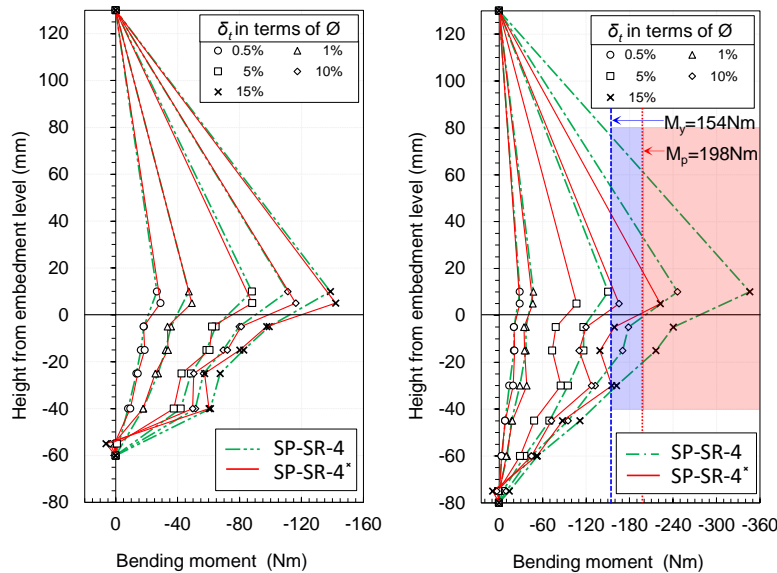 δt in terms of Ø
0.5% 1%
5% 10%
15%
Height from embedment level (mm)
130
120
100
80
60
40
20
0
-20
-40
-60
-80
SP-SR-4
SP-SR-4×
0 -40 -80 -120 -160
Bending moment (Nm)
δt in terms of Ø
0.5% 1%
5% 10%
15%
My=154Nm
Mp=198Nm
Height from embedment level (mm)
120
100
80
60
40
20
0
-20
-40
-60
-80
SP-SR-4
SP-SR-4×
0 -60 -120 -180 -240 -300 -360
Bending moment (Nm)